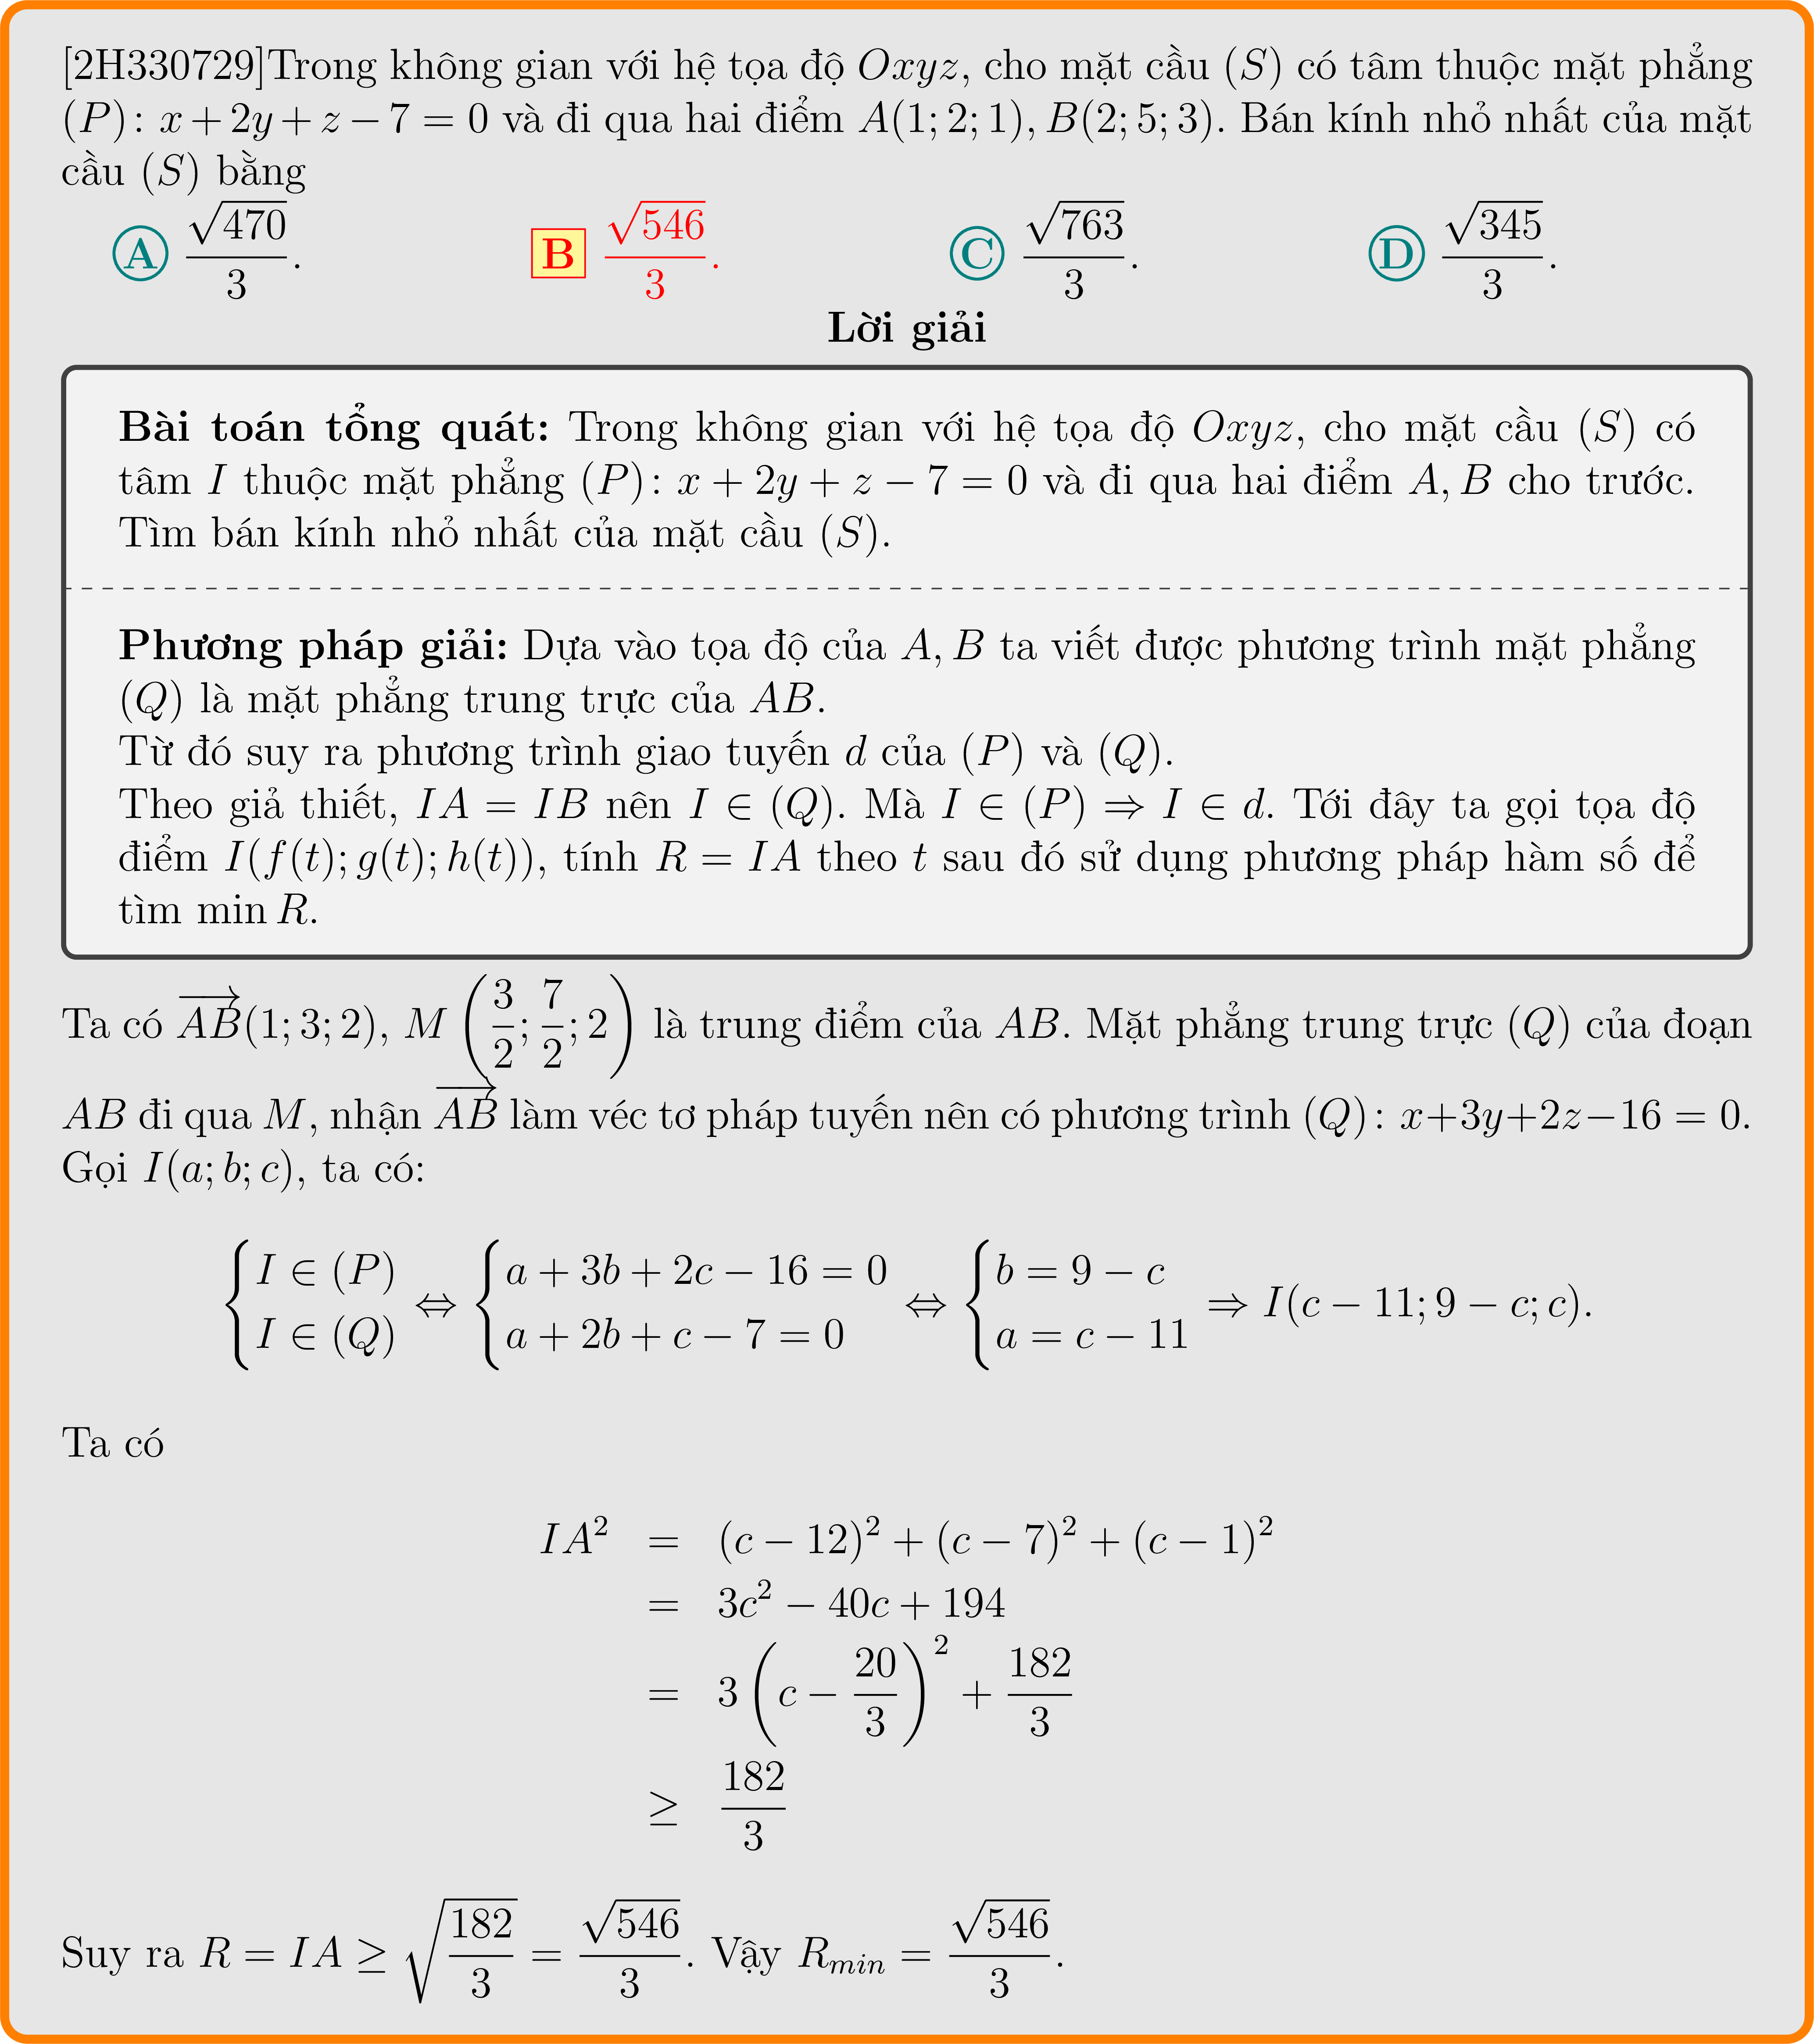 [2H330729]Trong không gian với hệ tọa độ $Oxyz$, cho mặt cầu $(S)$ có tâm thuộc mặt phẳng
$(P)\colon x+2y+z-7=0$ và đi qua hai điểm $A(1;2;1), B(2;5;3)$. Bán kính nhỏ nhất của mặt
cầu $(S)$ bằng
A $\dfrac{\sqrt{470}}{3}$. B $\dfrac{\sqrt{546}}{3}$. C $\dfrac{\sqrt{763}}{3}$. D $\dfrac{\sqrt{345}}{3}$.
Lời giải
Bài toán tổng quát: Trong không gian với hệ tọa độ $Oxyz$, cho mặt cầu $(S)$ có
tâm $I$ thuộc mặt phẳng $(P)\colon x+2y+z-7=0$ và đi qua hai điểm $A, B$ cho trước.
Tìm bán kính nhỏ nhất của mặt cầu $(S)$.
Phương pháp giải: Dựa vào tọa độ của $A, B$ ta viết được phương trình mặt phẳng
$(Q)$ là mặt phẳng trung trực của $AB$.
Từ đó suy ra phương trình giao tuyến $d$ của $(P)$ và $(Q)$.
Theo giả thiết, $IA=IB$ nên $I\in(Q)$. Mà $I\in(P)\Rightarrow I\in d$. Tới đây ta gọi tọa độ
điểm $I(f(t);g(t);h(t))$, tính $R=IA$ theo $t$ sau đó sử dụng phương pháp hàm số để
tìm $\min R$.
Ta có $\overrightarrow{AB}(1;3;2)$, $M\left(\dfrac{3}{2};\dfrac{7}{2};2\right)$ là trung điểm của $AB$. Mặt phẳng trung trực $(Q)$ của đoạn
$AB$ đi qua $M$, nhận $\overrightarrow{AB}$ làm véc tơ pháp tuyến nên có phương trình $(Q)\colon x+3y+2z-16=0$.
Gọi $I(a;b;c)$, ta có:
$\begin{cases}I\in(P)\\I\in(Q)\end{cases}\Leftrightarrow\begin{cases}a+3b+2c-16=0\\a+2b+c-7=0\end{cases}\Leftrightarrow\begin{cases}b=9-c\\a=c-11\end{cases}\Rightarrow I(c-11;9-c;c).$
Ta có
$IA^2 = (c-12)^2+(c-7)^2+(c-1)^2$
$= 3c^2-40c+194$
$= 3\left(c-\dfrac{20}{3}\right)^2+\dfrac{182}{3}$
$\geq \dfrac{182}{3}$
Suy ra $R=IA\geq\sqrt{\dfrac{182}{3}}=\dfrac{\sqrt{546}}{3}$. Vậy $R_{min}=\dfrac{\sqrt{546}}{3}$.